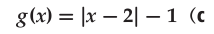 g(x) = |x − 2| − 1 (c